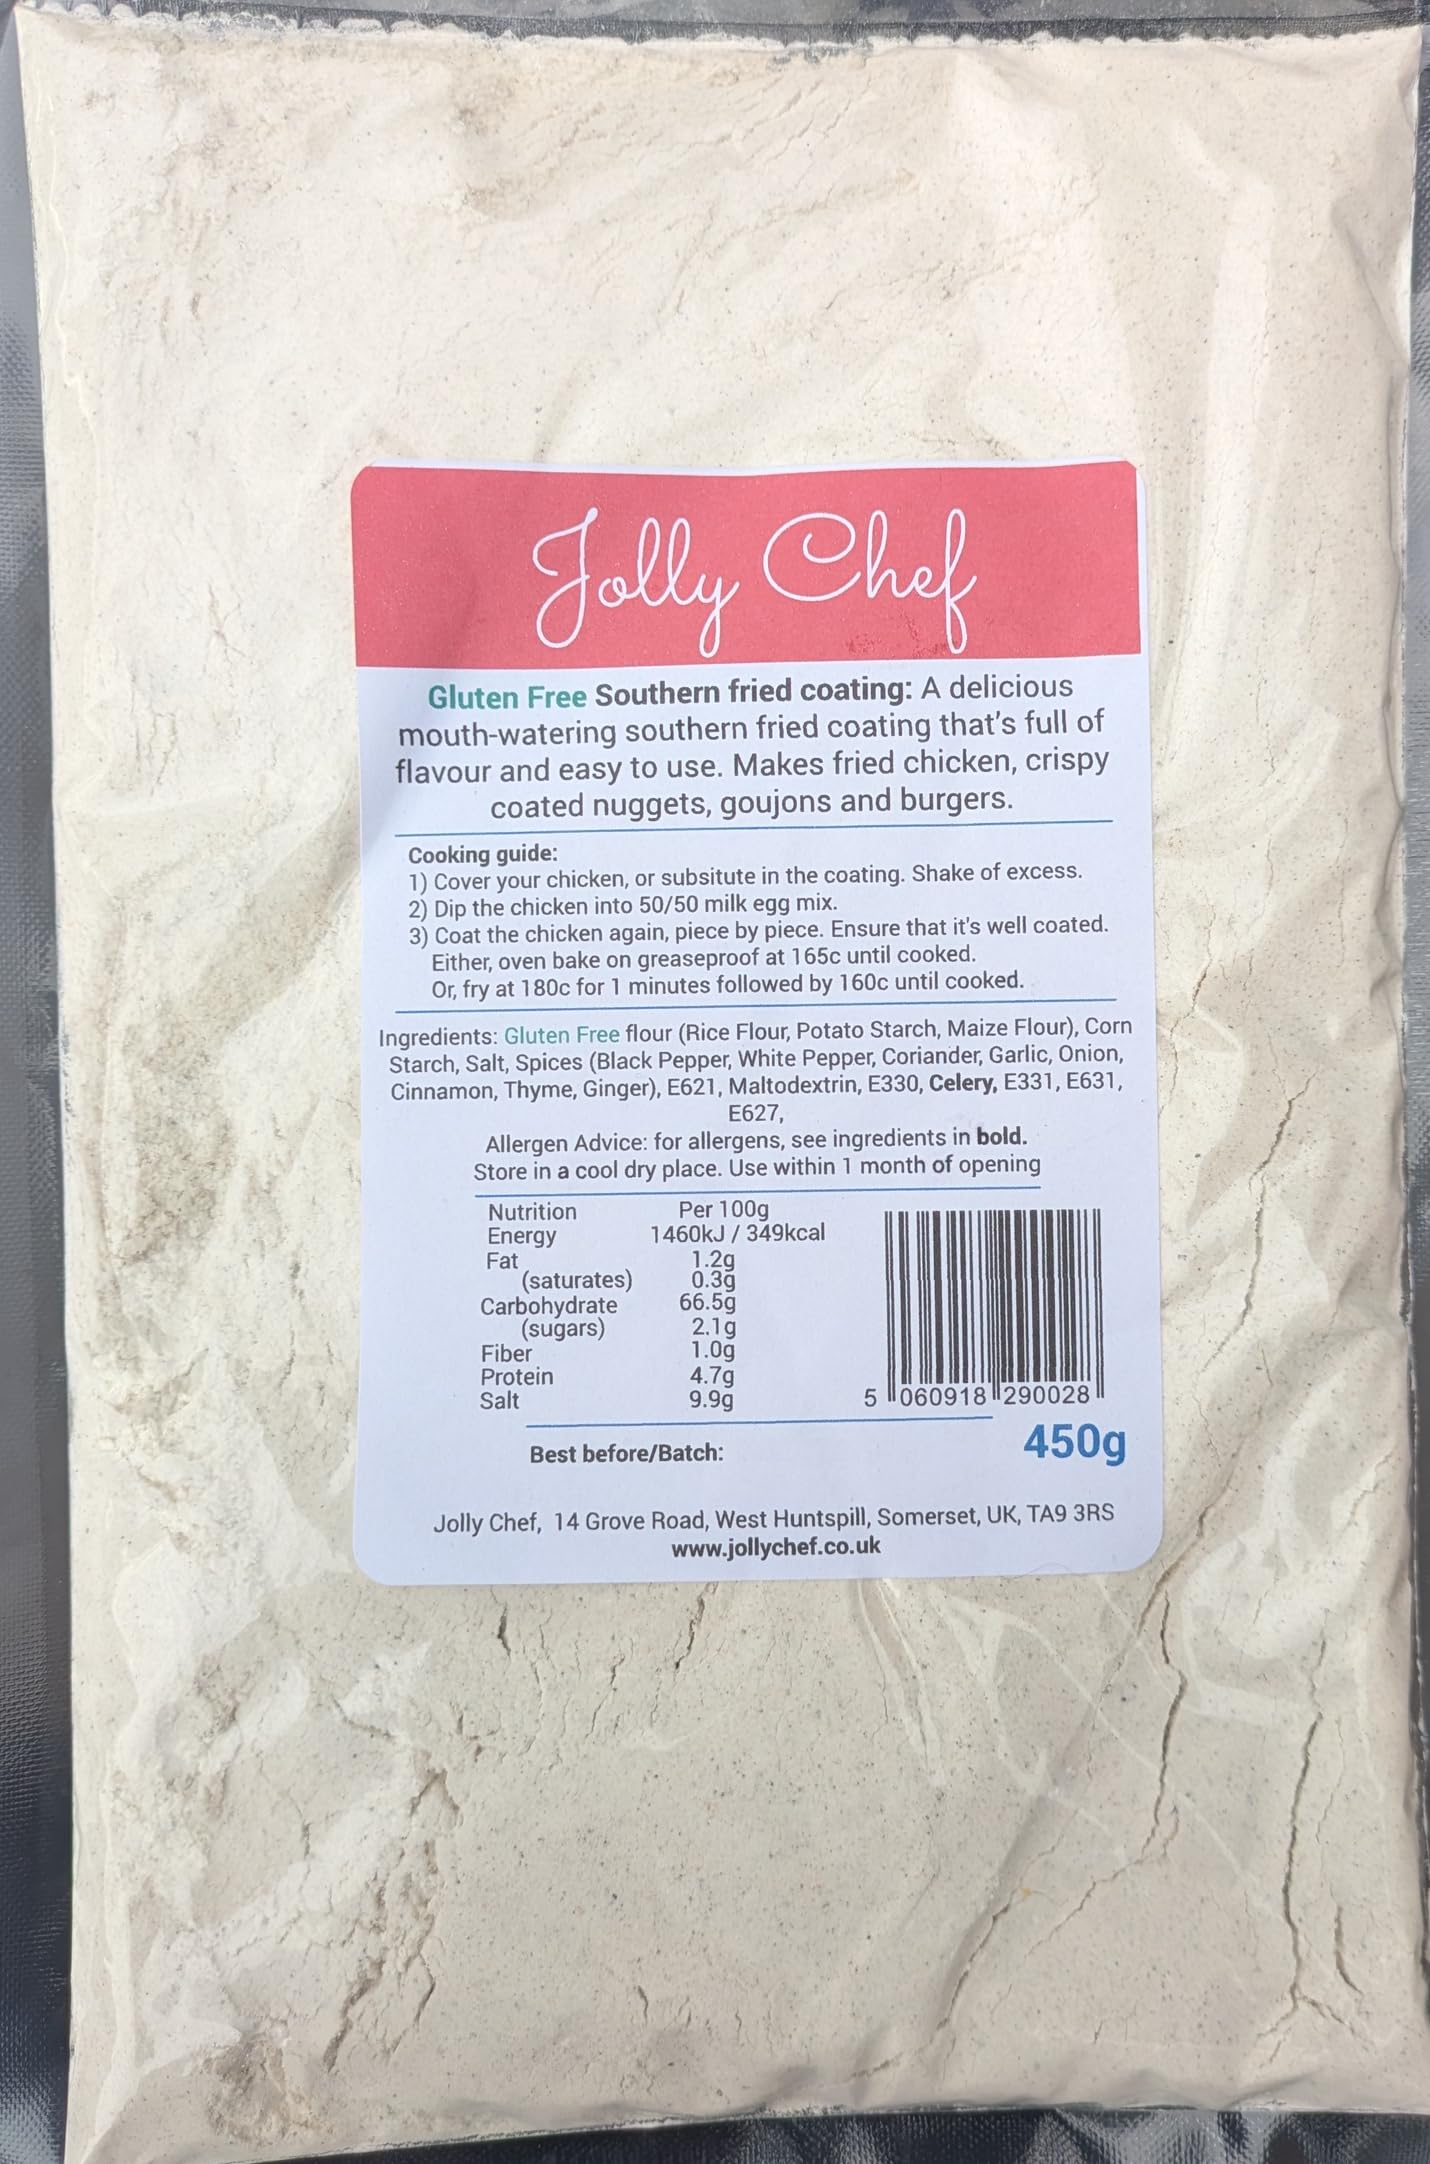 Jolly Chef
Gluten Free Southern fried coating: A delicious
mouth-watering southern fried coating that's full of
flavour and easy to use. Makes fried chicken, crispy
coated nuggets, goujons and burgers.
Cooking guide:
1) Cover your chicken, or subsitute in the coating. Shake of excess.
2) Dip the chicken into 50/50 milk egg mix.
3) Coat the chicken again, piece by piece. Ensure that it's well coated.
Either, oven bake on greaseproof at 165c until cooked.
Or, fry at 180c for 1 minutes followed by 160c until cooked.
Ingredients: Gluten Free flour (Rice Flour, Potato Starch, Maize Flour), Corn
Starch, Salt, Spices (Black Pepper, White Pepper, Coriander, Garlic, Onion,
Cinnamon, Thyme, Ginger), E621, Maltodextrin, E330, Celery, E331, E631,
E627,
Allergen Advice: for allergens, see ingredients in bold.
Store in a cool dry place. Use within 1 month of opening
Nutrition Per 100g
Energy 1460kJ / 349kcal
Fat 1.2g
(saturates) 0.3g
Carbohydrate 66.5g
(sugars) 2.1g
Fiber 1.0g
Protein 4.7g
Salt 9.9g
5 060918 290028
450g
Best before/Batch:
Jolly Chef, 14 Grove Road, West Huntspill, Somerset, UK, TA9 3RS
www.jollychef.co.uk